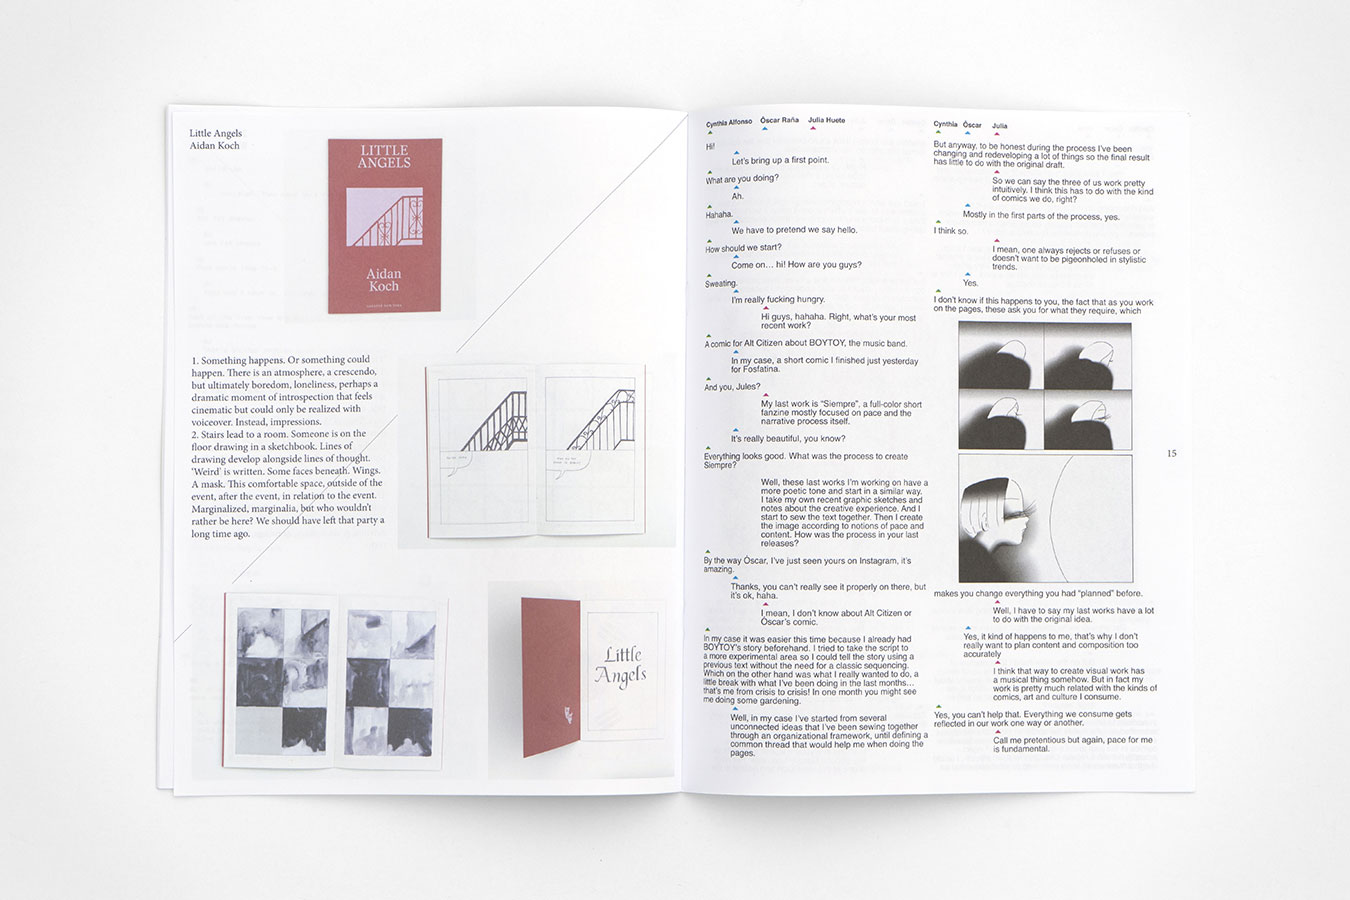 Little Angels
Aidan Koch
LITTLE
ANGELS
Aidan
Koch
1. Something happens. Or something could
happen. There is an atmosphere, a crescendo,
but ultimately boredom, loneliness, perhaps a
dramatic moment of introspection that feels
cinematic but could only be realized with
voiceover. Instead, impressions.
2. Stairs lead to a room. Someone is on the
floor drawing in a sketchbook. Lines of
drawing develop alongside lines of thought.
'Weird' is written. Some faces beneath. Wings.
A mask. This comfortable space, outside of the
event, after the event, in relation to the event.
Marginalized, marginalia, but who wouldn't
rather be here? We should have left that party a
long time ago.
Little
Angels
Cynthia Alfonso Óscar Raña Julia Huete
Hi!
Let's bring up a first point.
What are you doing?
Ah.
Hahaha.
We have to pretend we say hello.
How should we start?
Come on… hi! How are you guys?
Sweating.
I'm really fucking hungry.
Hi guys, hahaha. Right, what's your most
recent work?
A comic for Alt Citizen about BOYTOY, the music band.
In my case, a short comic I finished just yesterday
for Fosfatina.
And you, Jules?
My last work is "Siempre", a full-color short
fanzine mostly focused on pace and the
narrative process itself.
It's really beautiful, you know?
Everything looks good. What was the process to create
Siempre?
Well, these last works I'm working on have a
more poetic tone and start in a similar way.
I take my own recent graphic sketches and
notes about the creative experience. And I
start to sew the text together. Then I create
the image according to notions of pace and
content. How was the process in your last
releases?
By the way Óscar, I've just seen yours on Instagram, it's
amazing.
Thanks, you can't really see it properly on there, but
it's ok, haha.
I mean, I don't know about Alt Citizen or
Óscar's comic.
In my case it was easier this time because I already had
BOYTOY's story beforehand. I tried to take the script to
a more experimental area so I could tell the story using a
previous text without the need for a classic sequencing.
Which on the other hand was what I really wanted to do, a
little break with what I've been doing in the last months…
that's me from crisis to crisis! In one month you might see
me doing some gardening.
Well, in my case I've started from several
unconnected ideas that I've been sewing together
through an organizational framework, until defining a
common thread that would help me when doing the
pages.
Cynthia Óscar Julia
But anyway, to be honest during the process I've been
changing and redeveloping a lot of things so the final result
has little to do with the original draft.
So we can say the three of us work pretty
intuitively. I think this has to do with the kind
of comics we do, right?
Mostly in the first parts of the process, yes.
I think so.
I mean, one always rejects or refuses or
doesn't want to be pigeonholed in stylistic
trends.
Yes.
I don't know if this happens to you, the fact that as you work
on the pages, these ask you for what they require, which
15
makes you change everything you had "planned" before.
Well, I have to say my last works have a lot
to do with the original idea.
Yes, it kind of happens to me, that's why I don't
really want to plan content and composition too
accurately
I think that way to create visual work has
a musical thing somehow. But in fact my
work is pretty much related with the kinds of
comics, art and culture I consume.
Yes, you can't help that. Everything we consume gets
reflected in our work one way or another.
Call me pretentious but again, pace for me
is fundamental.